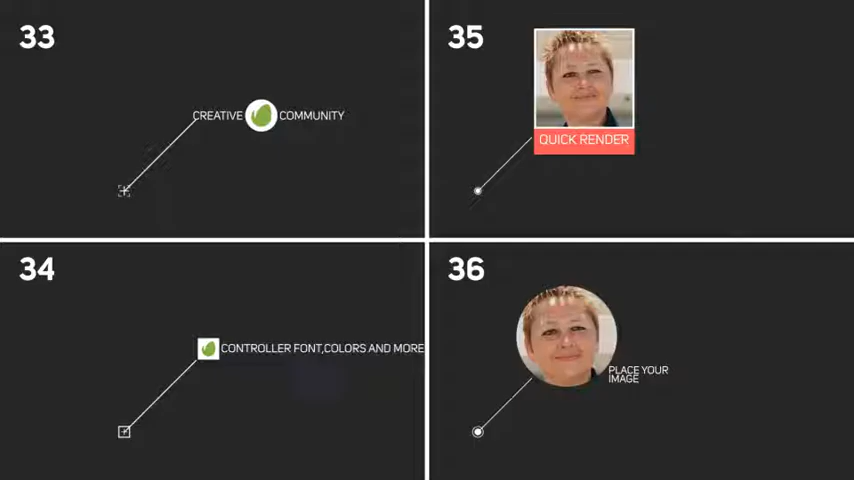 33
CREATIVE COMMUNITY
35
QUICK RENDER
34
CONTROLLER FONT,COLORS AND MORE
36
PLACE YOUR
IMAGE